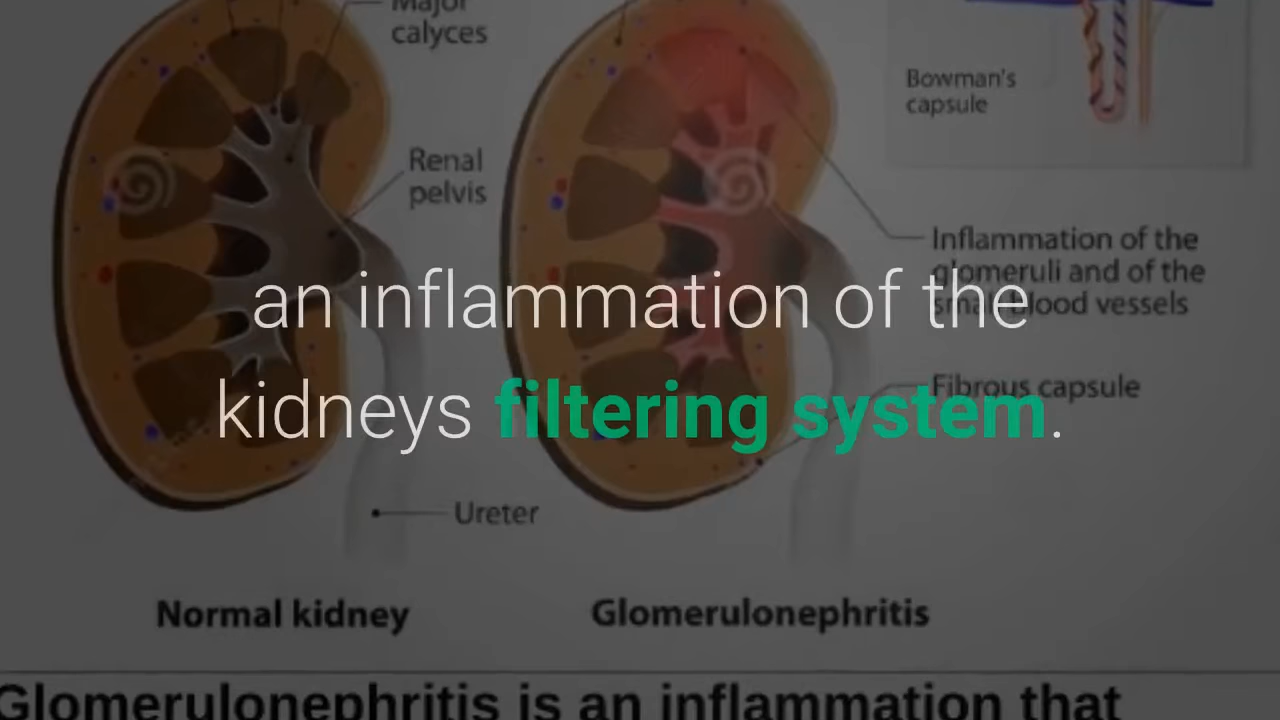 Major
calyces
Renal
pelvis
Bowman's
capsule
Inflammation of the
glomeruli and of the
small blood vessels
an inflammation of the
kidneys filtering system.
Fibrous capsule
Ureter
Normal kidney
Glomerulonephritis
Glomerulonephritis is an inflammation that